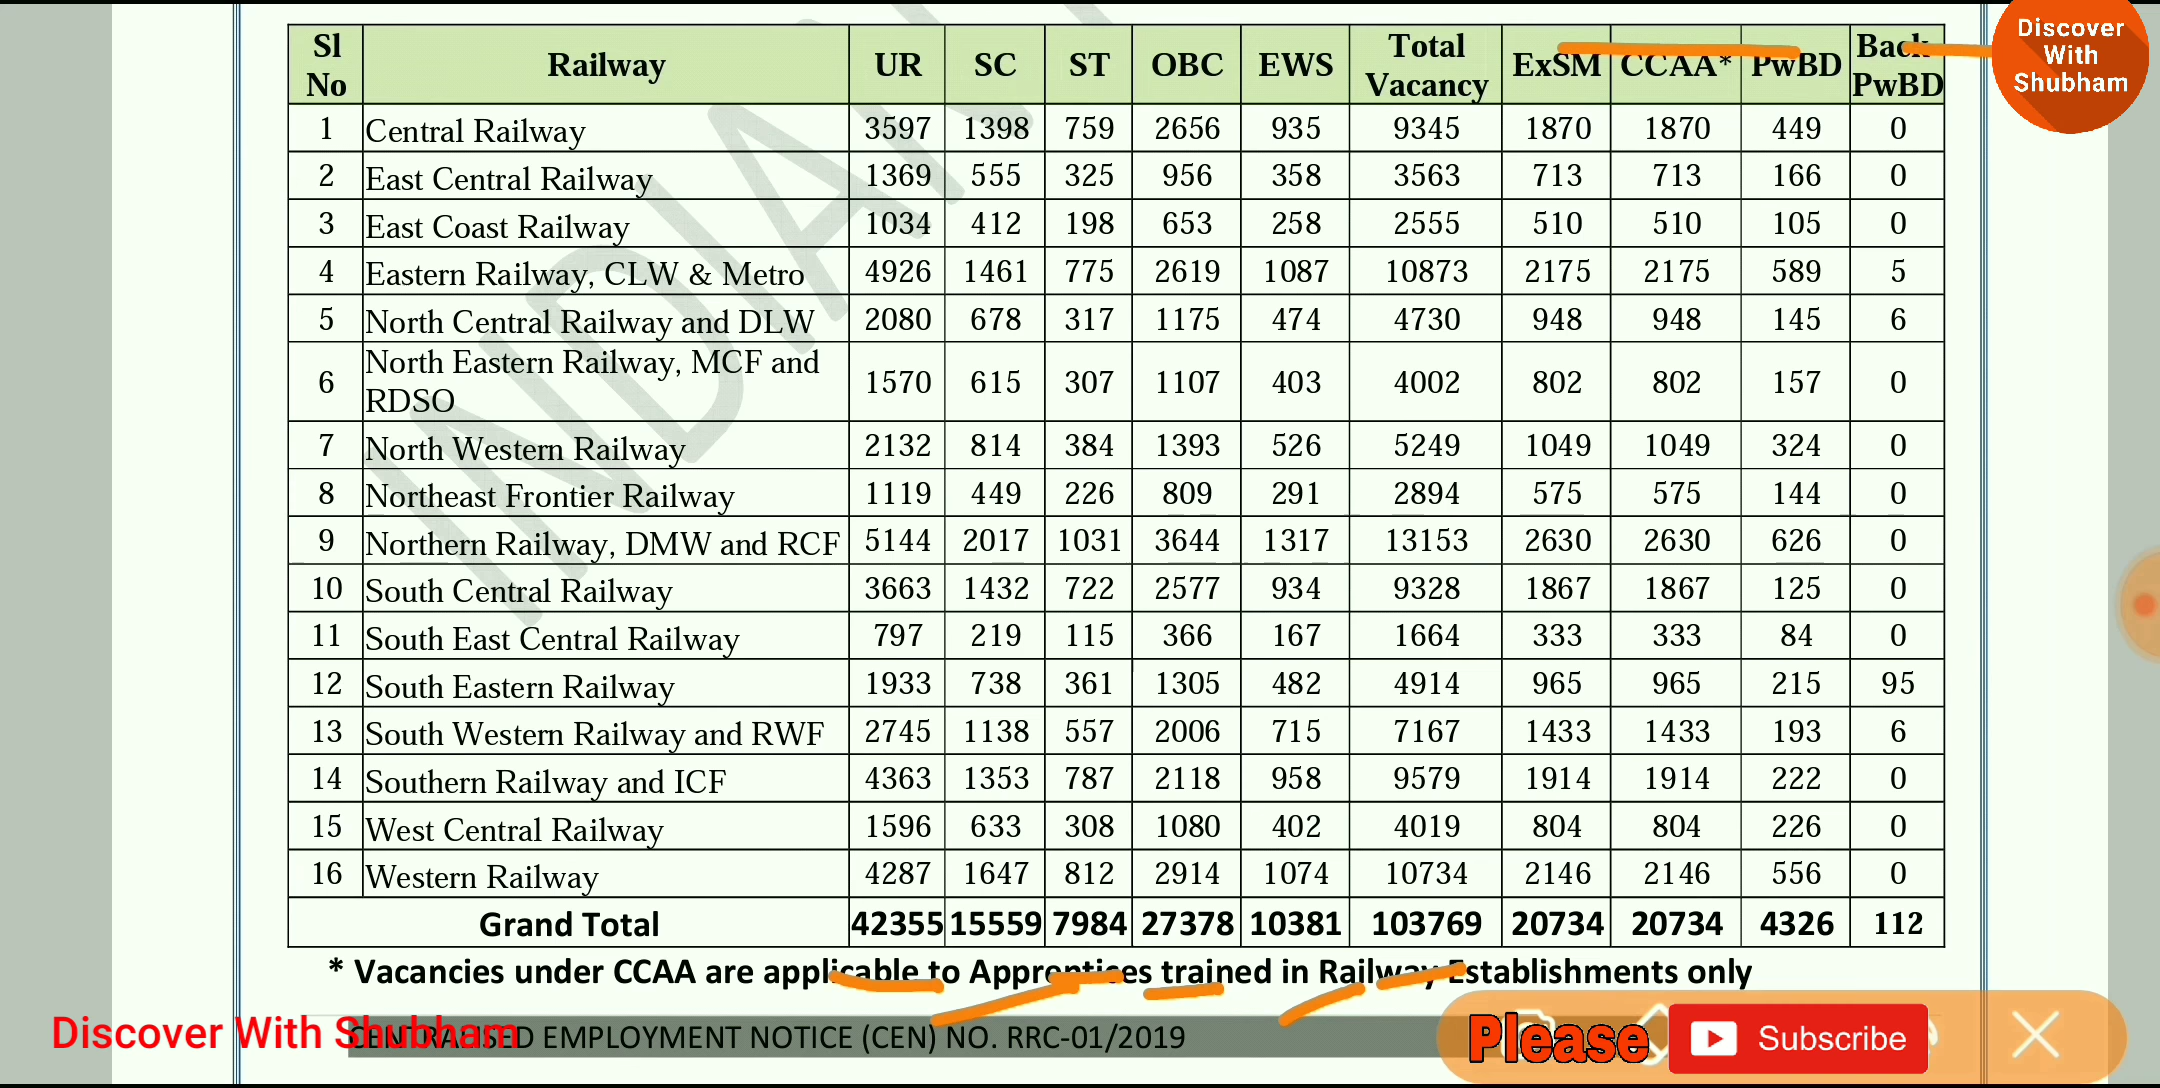 Sl No Railway UR SC ST OBC EWS Total Vacancy ExSM CCAA* PwBD Back PwBD
1 Central Railway 3597 1398 759 2656 935 9345 1870 1870 449 0
2 East Central Railway 1369 555 325 956 358 3563 713 713 166 0
3 East Coast Railway 1034 412 198 653 258 2555 510 510 105 0
4 Eastern Railway, CLW & Metro 4926 1461 775 2619 1087 10873 2175 2175 589 5
5 North Central Railway and DLW 2080 678 317 1175 474 4730 948 948 145 6
6 North Eastern Railway, MCF and RDSO 1570 615 307 1107 403 4002 802 802 157 0
7 North Western Railway 2132 814 384 1393 526 5249 1049 1049 324 0
8 Northeast Frontier Railway 1119 449 226 809 291 2894 575 575 144 0
9 Northern Railway, DMW and RCF 5144 2017 1031 3644 1317 13153 2630 2630 626 0
10 South Central Railway 3663 1432 722 2577 934 9328 1867 1867 125 0
11 South East Central Railway 797 219 115 366 167 1664 333 333 84 0
12 South Eastern Railway 1933 738 361 1305 482 4914 965 965 215 95
13 South Western Railway and RWF 2745 1138 557 2006 715 7167 1433 1433 193 6
14 Southern Railway and ICF 4363 1353 787 2118 958 9579 1914 1914 222 0
15 West Central Railway 1596 633 308 1080 402 4019 804 804 226 0
16 Western Railway 4287 1647 812 2914 1074 10734 2146 2146 556 0
Grand Total 42355 15559 7984 27378 10381 103769 20734 20734 4326 112
* Vacancies under CCAA are applicable to Apprentices trained in Railway Establishments only
EMPLOYMENT NOTICE (CEN) NO. RRC-01/2019
Discover With Shubham
Please Subscribe
Discover
With
Shubham